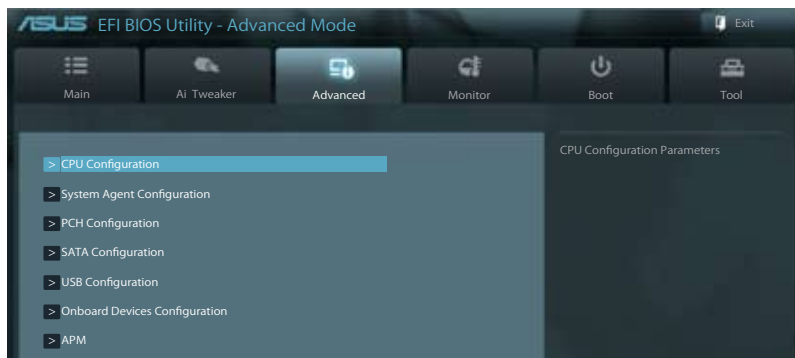 ASUS EFI BIOS Utility - Advanced Mode
Exit
Main
Ai Tweaker
Advanced
Monitor
Boot
Tool
> CPU Configuration
> System Agent Configuration
> PCH Configuration
> SATA Configuration
> USB Configuration
> Onboard Devices Configuration
> APM
CPU Configuration Parameters